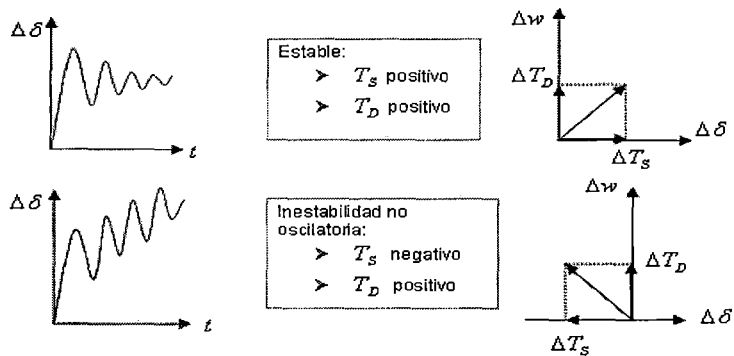 Δδ
t
Estable:
➤ T_S positivo
➤ T_D positivo
Δw
ΔT_D
Δδ
ΔT_S
Δδ
t
Inestabilidad no
oscilatoria:
➤ T_S negativo
➤ T_D positivo
Δw
ΔT_D
Δδ
ΔT_S